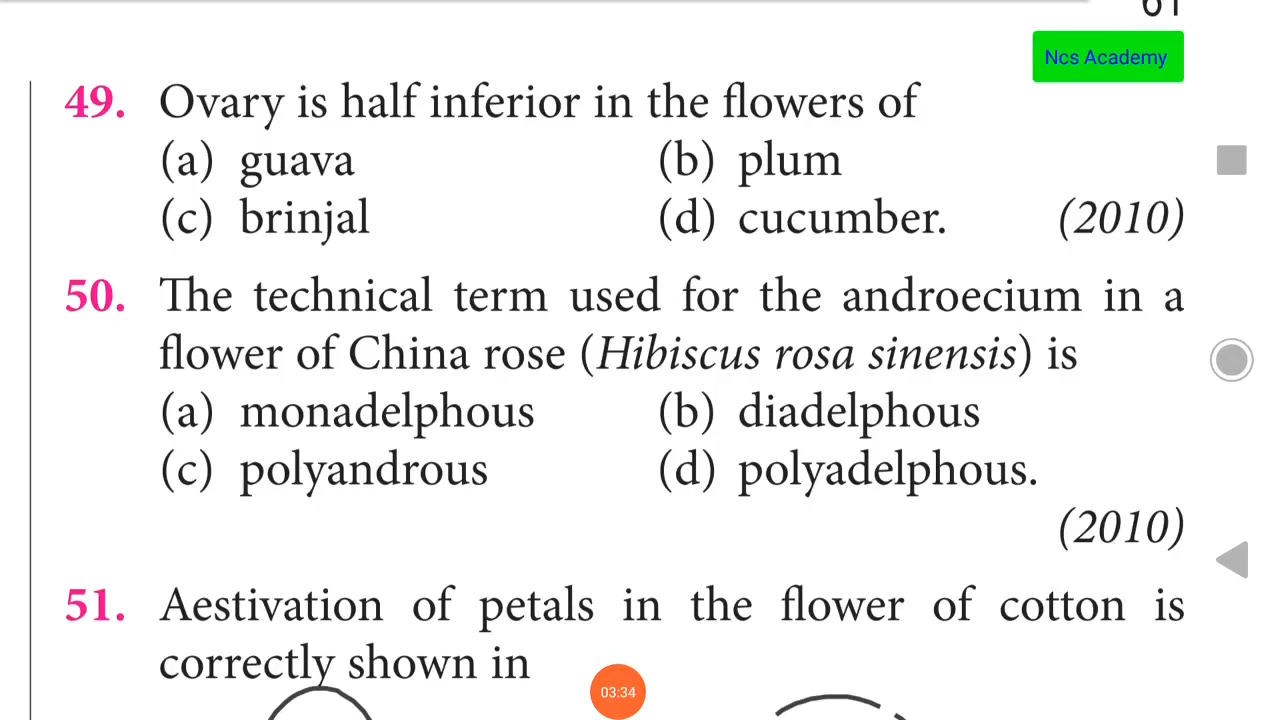 61
Ncs Academy
49. Ovary is half inferior in the flowers of
(a) guava (b) plum
(c) brinjal (d) cucumber. (2010)
50. The technical term used for the androecium in a
flower of China rose (Hibiscus rosa sinensis) is
(a) monadelphous (b) diadelphous
(c) polyandrous (d) polyadelphous.
(2010)
51. Aestivation of petals in the flower of cotton is
correctly shown in
03:34